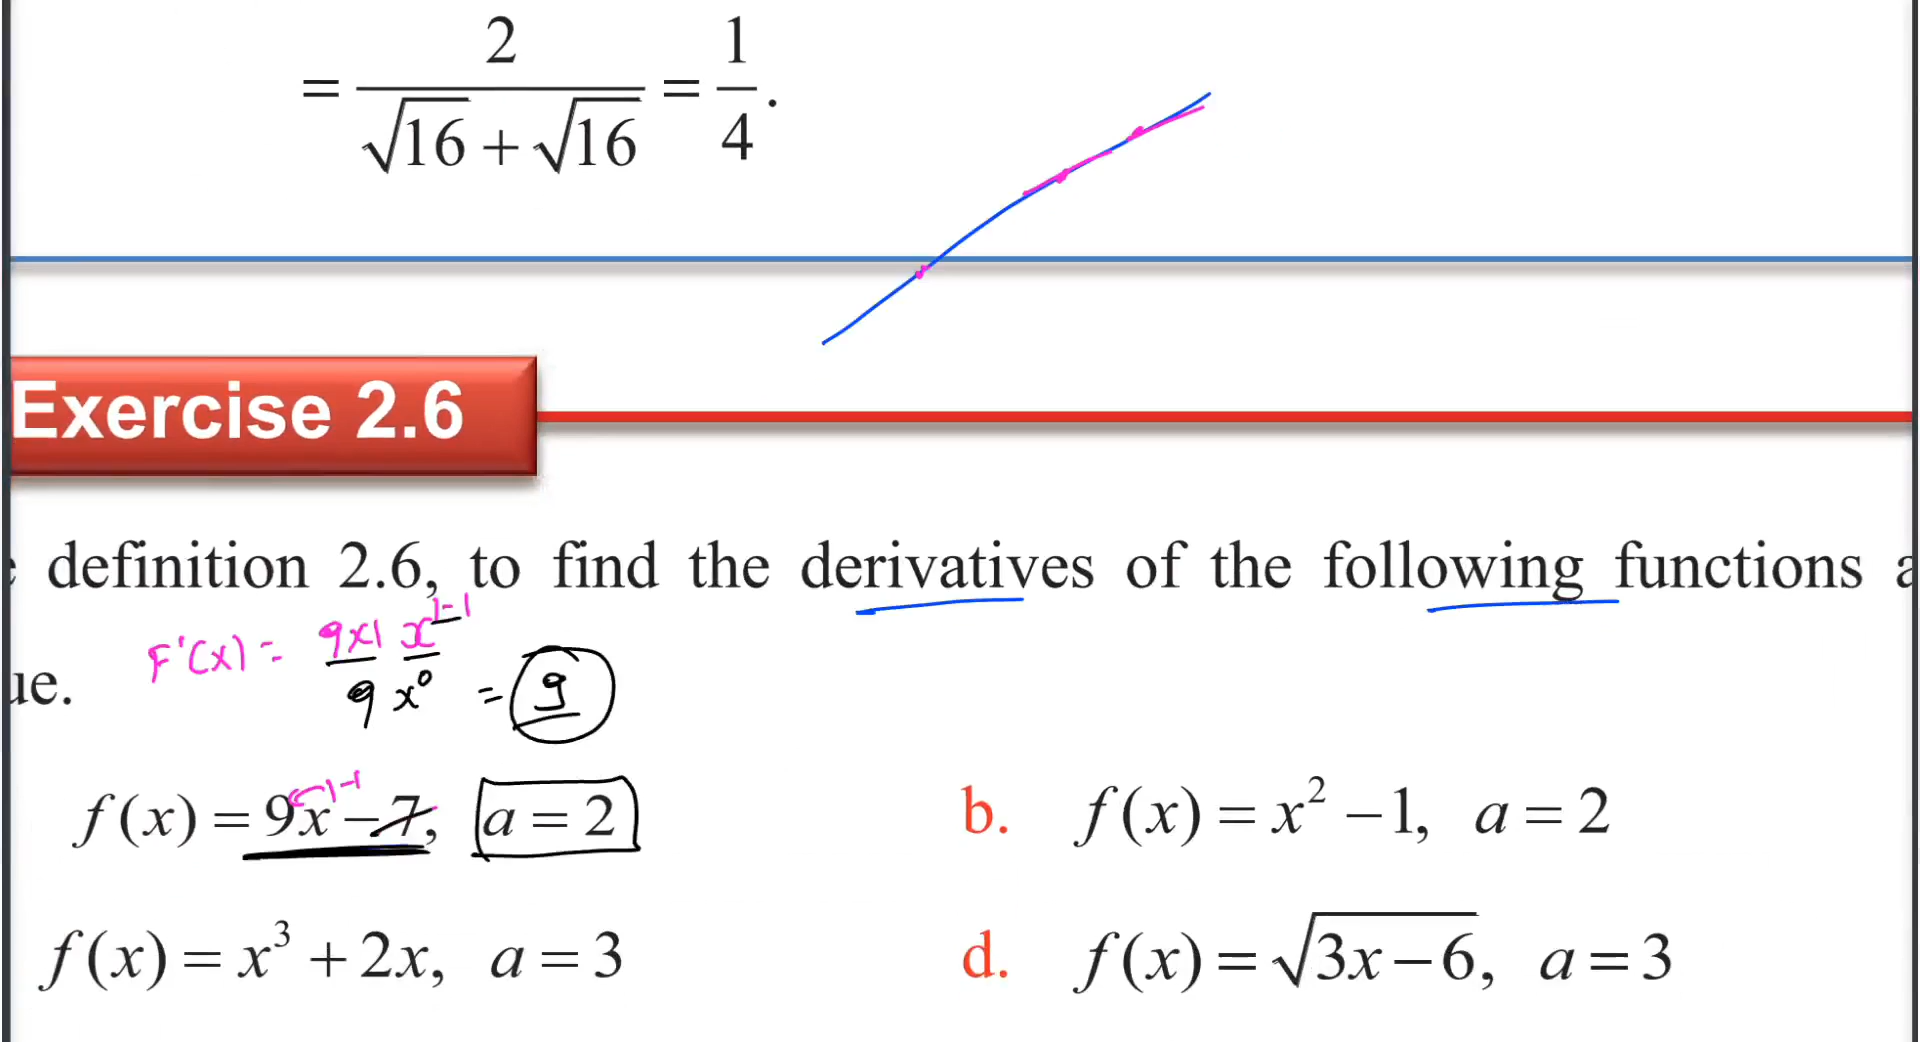 = 2/(√16 + √16) = 1/4.
Exercise 2.6
definition 2.6, to find the derivatives of the following functions a
F'(x) = 9x1 x^1-1
ue.
9 x^0 = 9
1-1
f(x) = 9x – 7, a = 2 b. f(x) = x² – 1, a = 2
f(x) = x³ + 2x, a = 3 d. f(x) = √(3x – 6), a = 3